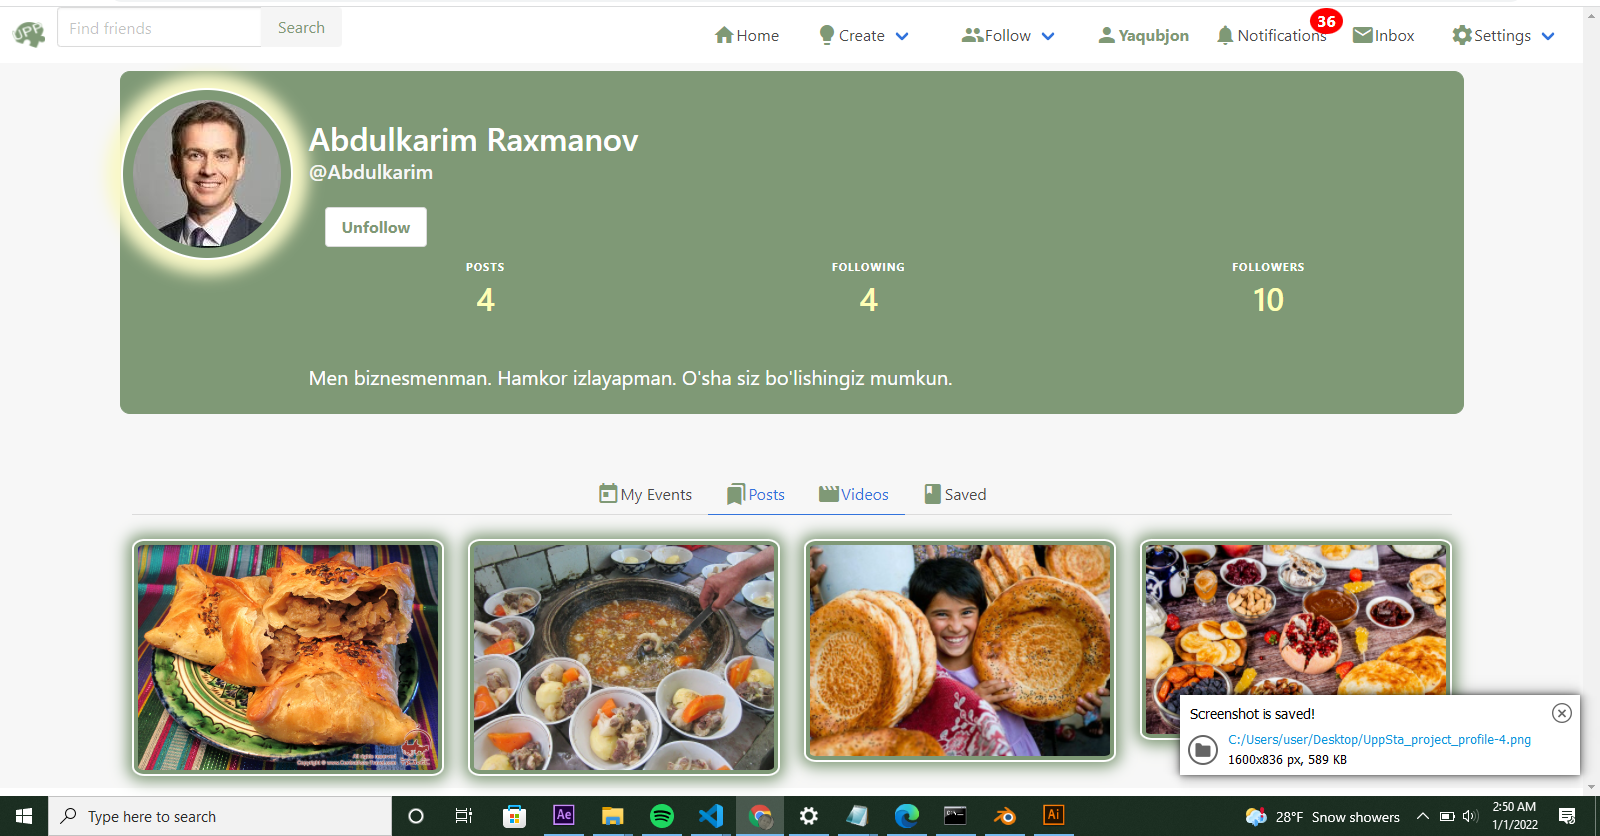 UPP
Find friends
Search
Home
Create
Follow
Yaqubjon
Notifications
36
Inbox
Settings
Abdulkarim Raxmanov
@Abdulkarim
Unfollow
POSTS
FOLLOWING
FOLLOWERS
4
4
10
Men biznesmenman. Hamkor izlayapman. O'sha siz bo'lishingiz mumkun.
My Events
Posts
Videos
Saved
Screenshot is saved!
C:/Users/user/Desktop/UppSta_project_profile-4.png
1600x836 px, 589 KB
Type here to search
Ae
Ai
28°F Snow showers
2:50 AM
1/1/2022